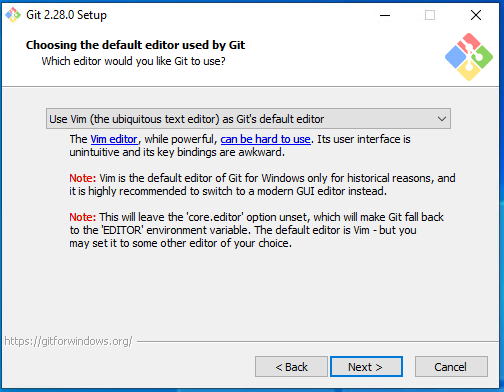 Git 2.28.0 Setup
Choosing the default editor used by Git
Which editor would you like Git to use?
Use Vim (the ubiquitous text editor) as Git's default editor
The Vim editor, while powerful, can be hard to use. Its user interface is
unintuitive and its key bindings are awkward.
Note: Vim is the default editor of Git for Windows only for historical reasons, and
it is highly recommended to switch to a modern GUI editor instead.
Note: This will leave the 'core.editor' option unset, which will make Git fall back
to the 'EDITOR' environment variable. The default editor is Vim - but you
may set it to some other editor of your choice.
https://gitforwindows.org/
< Back Next > Cancel